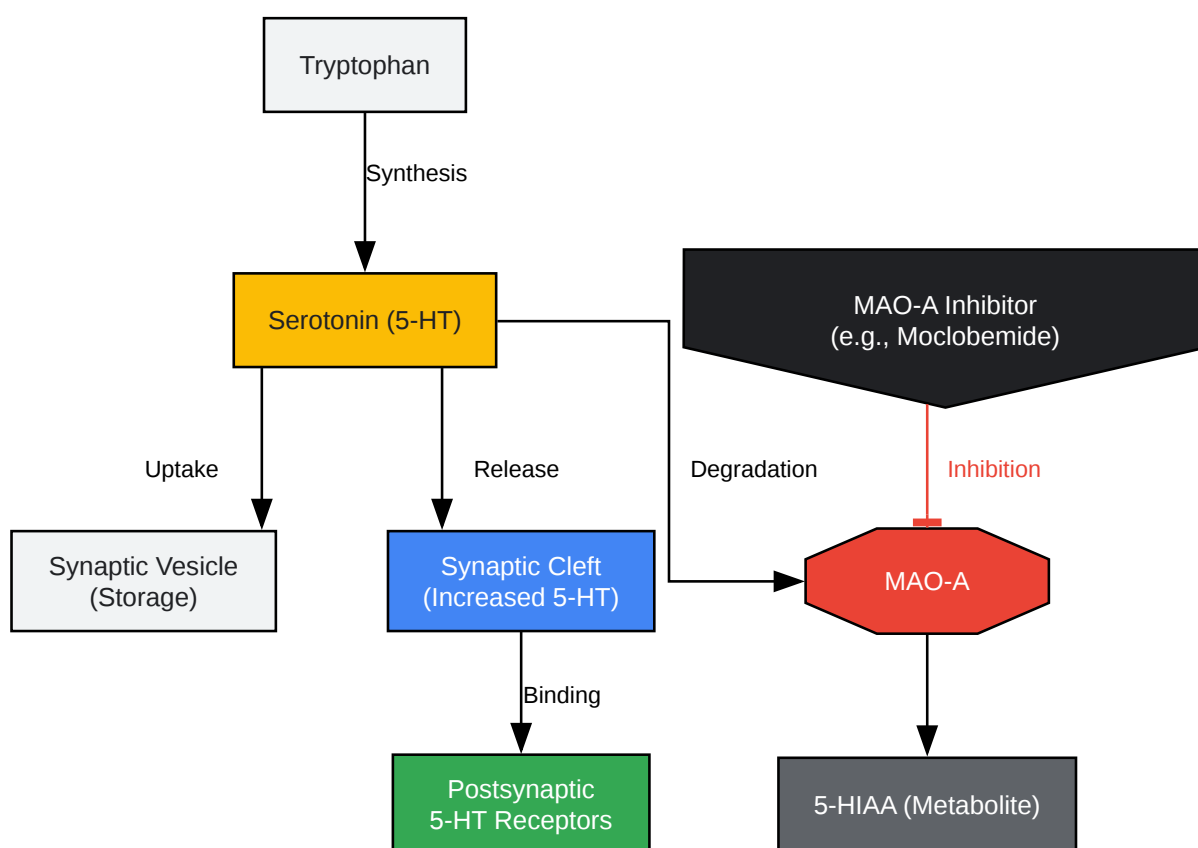 Tryptophan
Synthesis
Serotonin (5-HT)
MAO-A Inhibitor
(e.g., Moclobemide)
Uptake
Release
Degradation
Inhibition
Synaptic Vesicle
(Storage)
Synaptic Cleft
(Increased 5-HT)
MAO-A
Binding
Postsynaptic
5-HT Receptors
5-HIAA (Metabolite)